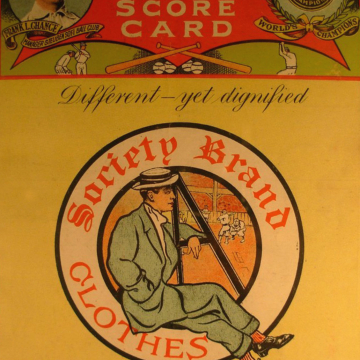 SCORE
CARD
FRANK L. CHANCE
WORLD'S CHAMPIONS
Different—yet dignified
Society Brand
CLOTHES